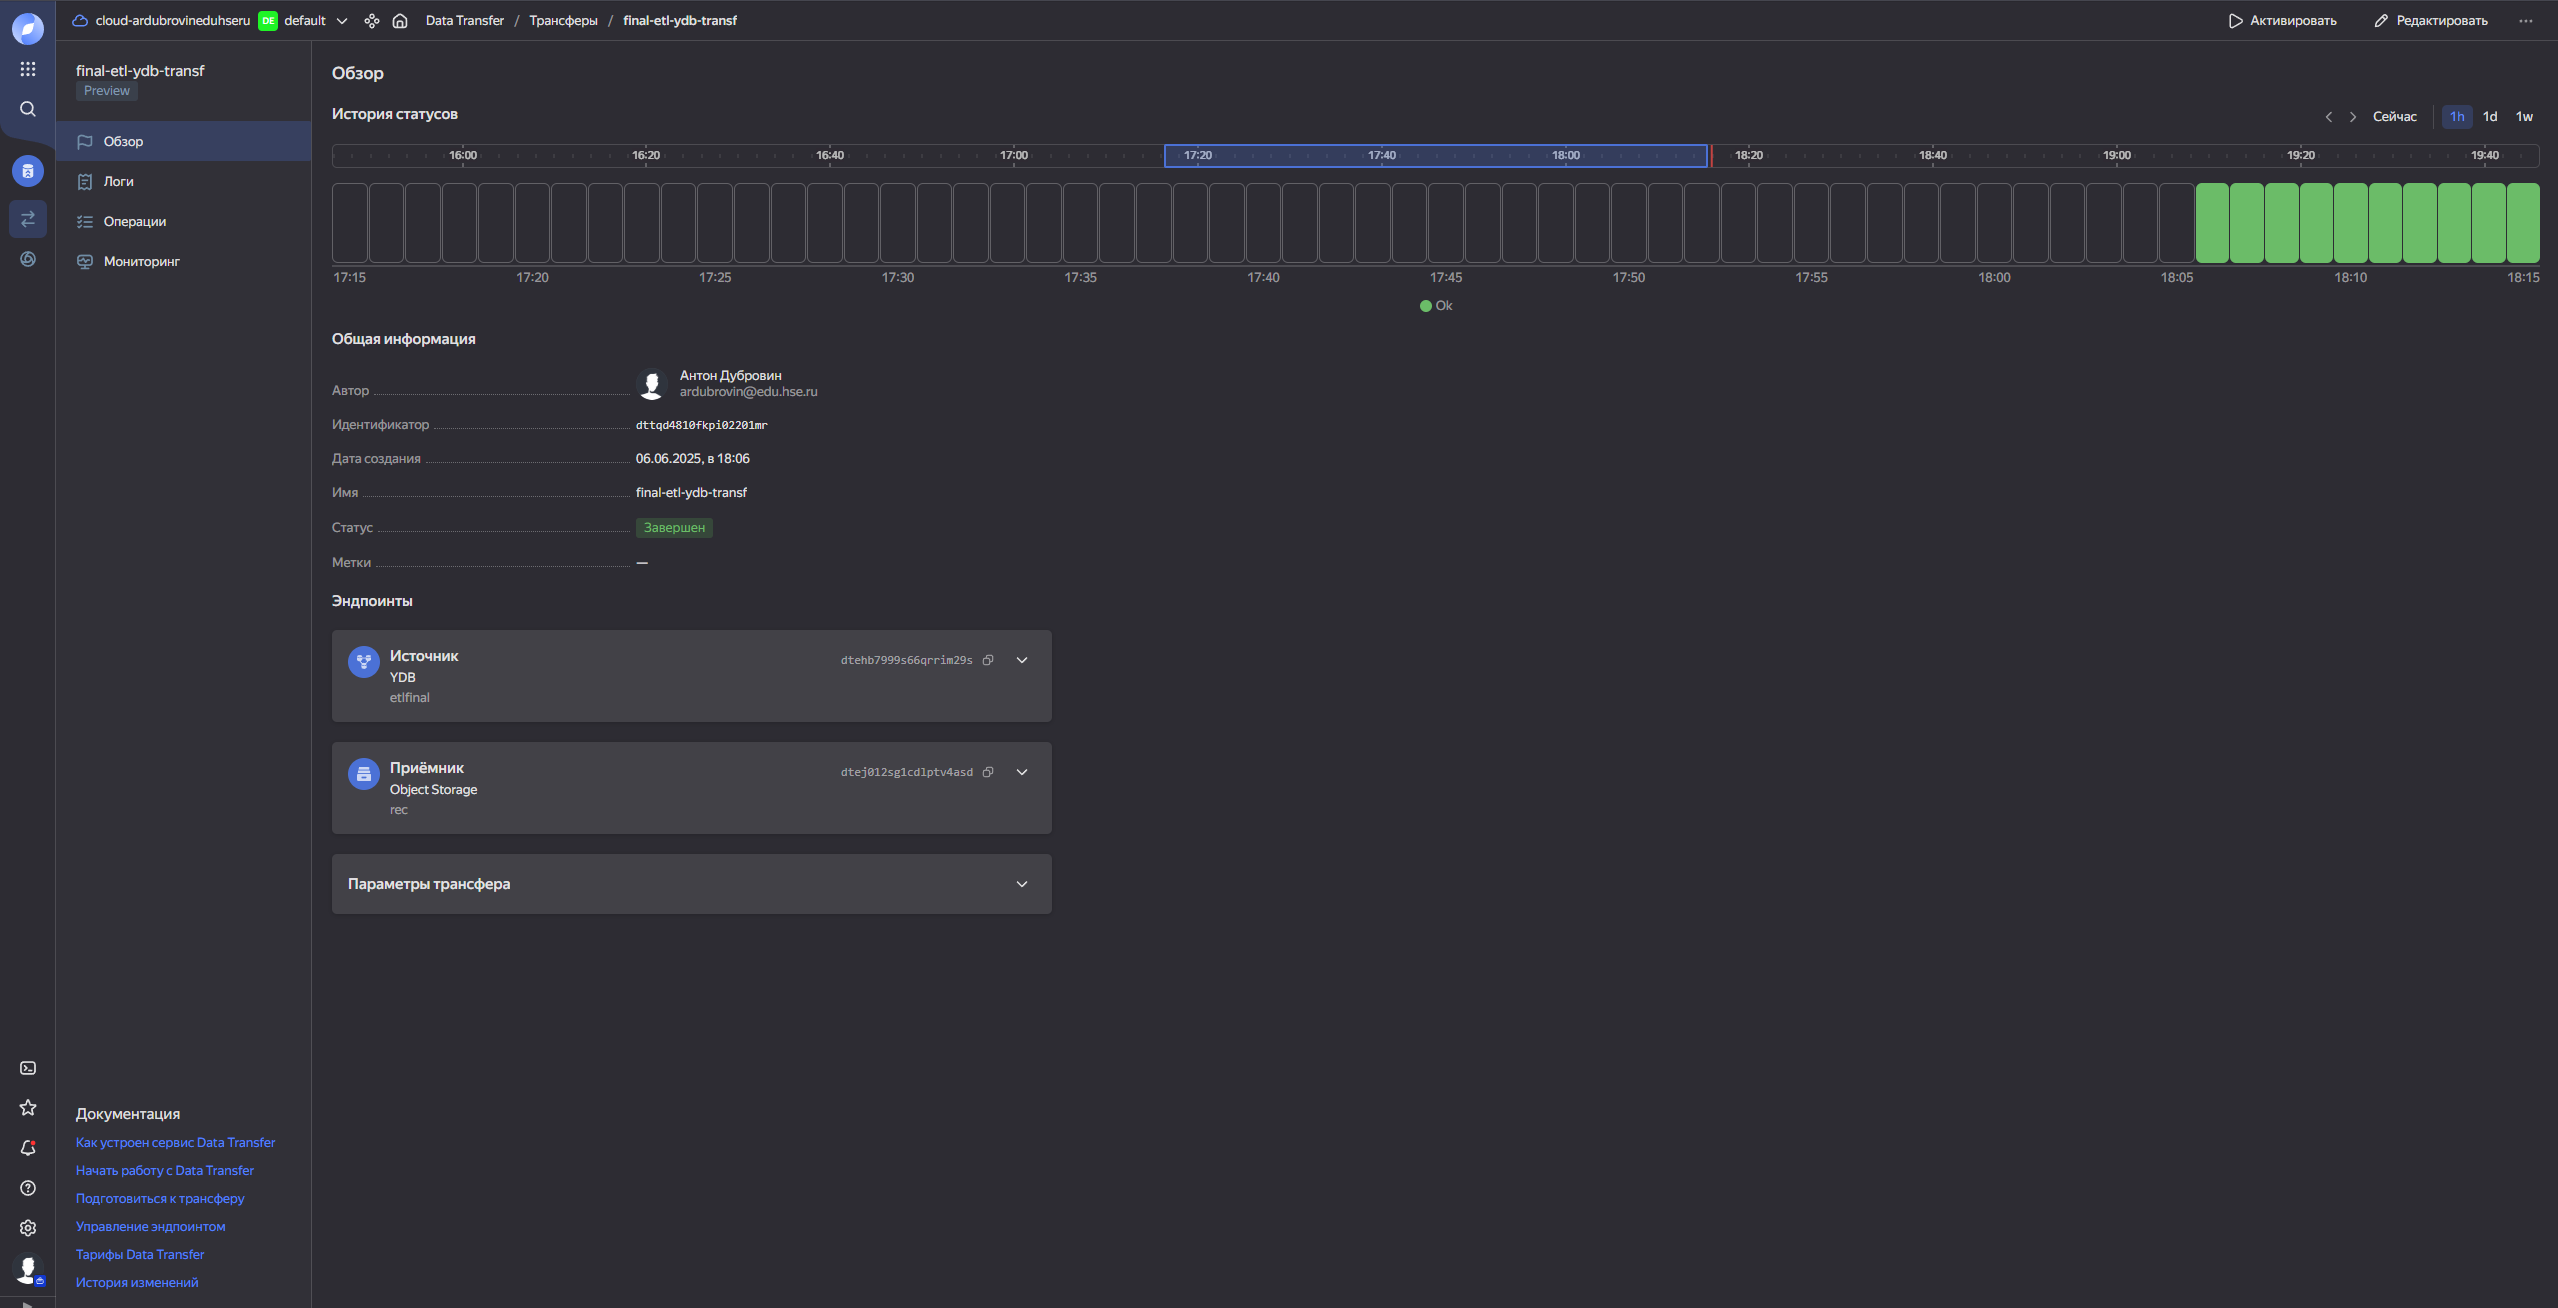 cloud-ardubrovineduhseru DE default Data Transfer / Трансферы / final-etl-ydb-transf Активировать Редактировать
final-etl-ydb-transf
Preview
Обзор
Логи
Операции
Мониторинг
Обзор
История статусов
Сейчас 1h 1d 1w
16:00 16:20 16:40 17:00 17:20 17:40 18:00 18:20 18:40 19:00 19:20 19:40
17:15 17:20 17:25 17:30 17:35 17:40 17:45 17:50 17:55 18:00 18:05 18:10 18:15
Ok
Общая информация
Автор Антон Дубровин
ardubrovin@edu.hse.ru
Идентификатор dttqd4810fkpi02201mr
Дата создания 06.06.2025, в 18:06
Имя final-etl-ydb-transf
Статус Завершен
Метки —
Эндпоинты
Источник dtehb7999s66qrrim29s
YDB
etlfinal
Приёмник dtej012sg1cdlptv4asd
Object Storage
rec
Параметры трансфера
Документация
Как устроен сервис Data Transfer
Начать работу с Data Transfer
Подготовиться к трансферу
Управление эндпоинтом
Тарифы Data Transfer
История изменений